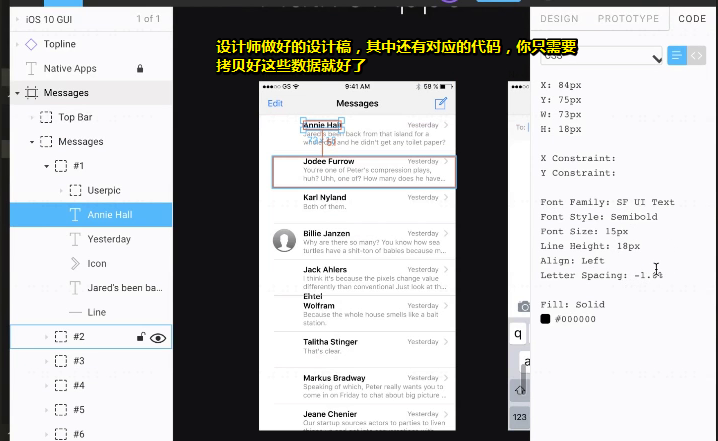 iOS 10 GUI
1 of 1
Topline
Native Apps
Messages
Top Bar
Messages
#1
Userpic
Annie Hall
Yesterday
Icon
Jared's been ba...
Line
#2
#3
#4
#5
#6
设计师做好的设计稿，其中还有对应的代码，你只需要
拷贝好这些数据就好了
GS
9:41 AM
58 %
Edit
Messages
Annie Hall
Yesterday
Jared's been back from that island for a
whole day and he didn't get any toilet paper?
Jodee Furrow
Yesterday
You're one of Peter's compression plays,
huh? Uhh, one of? How many does he have...
Karl Nyland
Yesterday
Both of them.
Billie Janzen
Yesterday
Why are there so many? You know how sea
turtles have a shit-ton of babies because m...
Jack Ahlers
Yesterday
I think it's because the pixels change value
differently than conventional Just look at th...
Ehtel
Wolfram
Yesterday
Because the whole house smells like a bait
station.
Talitha Stinger
Yesterday
That's clear.
Markus Bradway
Yesterday
Speaking of which, Peter really wants you to
come in on Friday to chat about big picture ...
Jeane Chenier
Yesterday
Our startup sources actors to parties to liven
To:
q
a
123
DESIGN
PROTOTYPE
CODE
X: 84px
Y: 75px
W: 73px
H: 18px
X Constraint:
Y Constraint:
Font Family: SF UI Text
Font Style: Semibold
Font Size: 15px
Line Height: 18px
Align: Left
Letter Spacing:
Fill: Solid
#000000